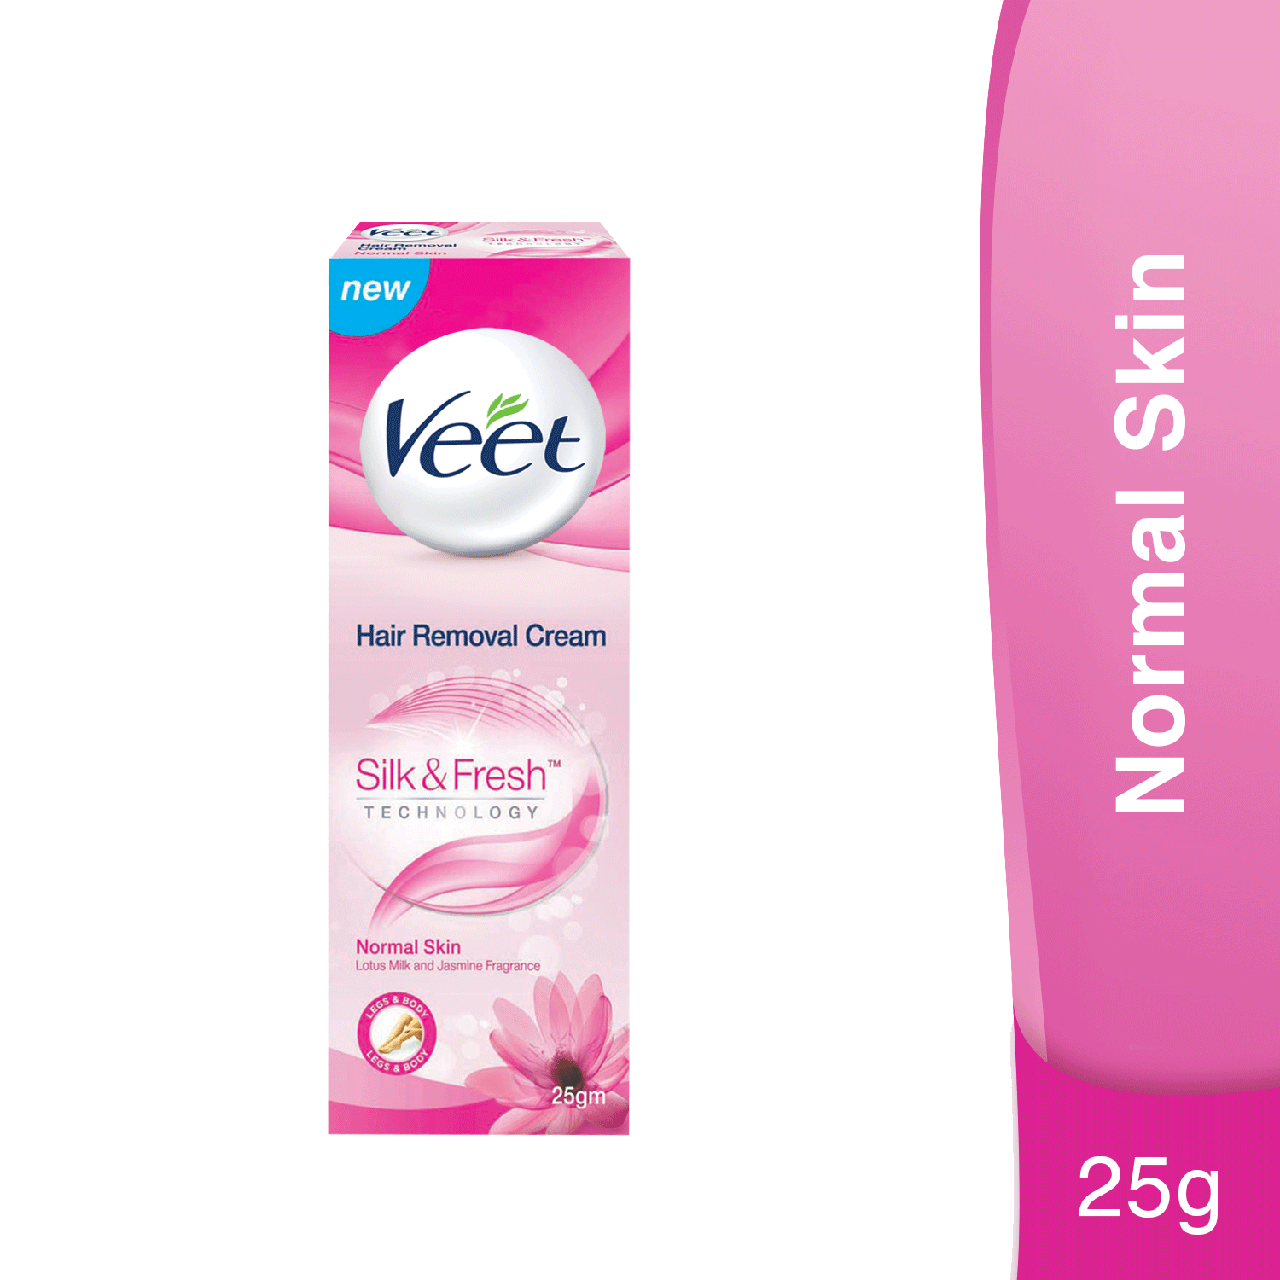 Veet
Hair Removal
Cream
Normal Skin
Silk & Fresh™
TECHNOLOGY
new
Veet
Hair Removal Cream
Silk & Fresh™
TECHNOLOGY
Normal Skin
Lotus Milk and Jasmine Fragrance
LEGS & BODY
LEGS & BODY
25gm
Normal Skin
25g